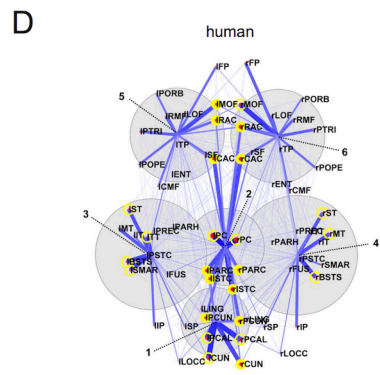 D
human
lFP rFP
lPORB lMOF rMOF rPORB
5 lRMF lLOF lRAC rLOF rRMF
lPTRI rRAC rPTRI
lTP lSF rSF rTP 6
lPOPE lCAC rCAC rPOPE
lENT rENT
lCMF rCMF
2
lST rST
lMT lPREC lPARH lPC rPC rPARH rMT
3 lIT lTT rIT 4
lPSTC rPSTC
lBSTS lSMAR lPARC rPARC rFUS rSMAR
lFUS lISTC rISTC rBSTS
lLING
lIP lSP lPCUN rPCUN rSP rIP
1 lPCAL rPCAL
lLOCC lCUN rCUN rLOCC